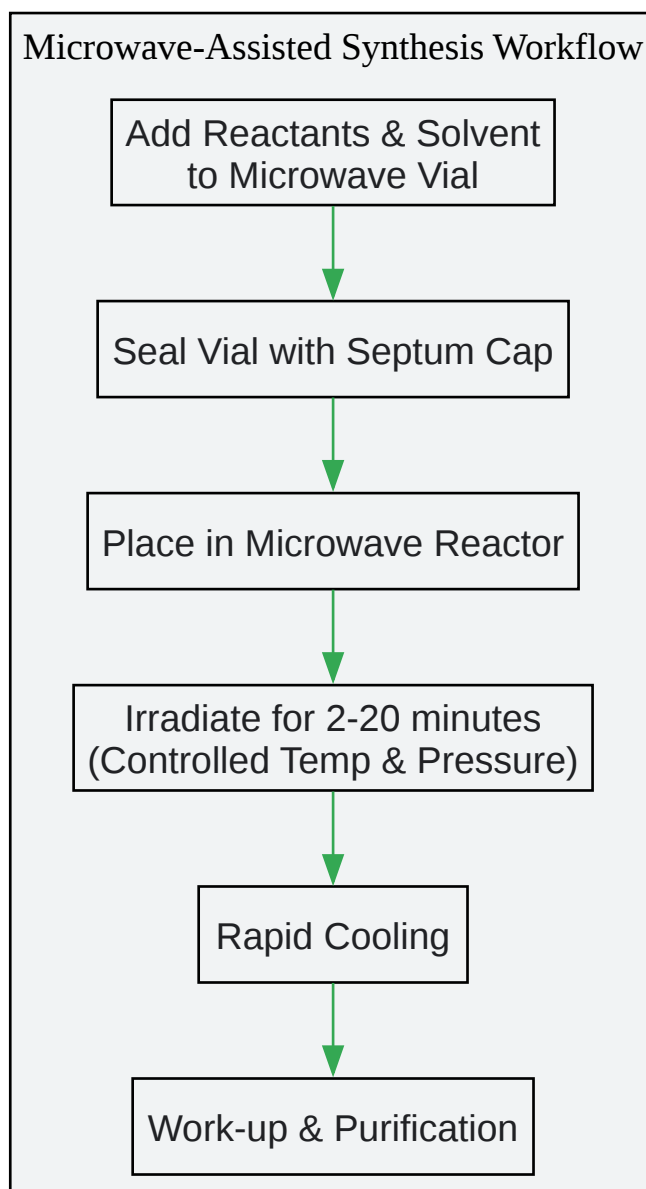 Microwave-Assisted Synthesis Workflow
Add Reactants & Solvent
to Microwave Vial
Seal Vial with Septum Cap
Place in Microwave Reactor
Irradiate for 2-20 minutes
(Controlled Temp & Pressure)
Rapid Cooling
Work-up & Purification